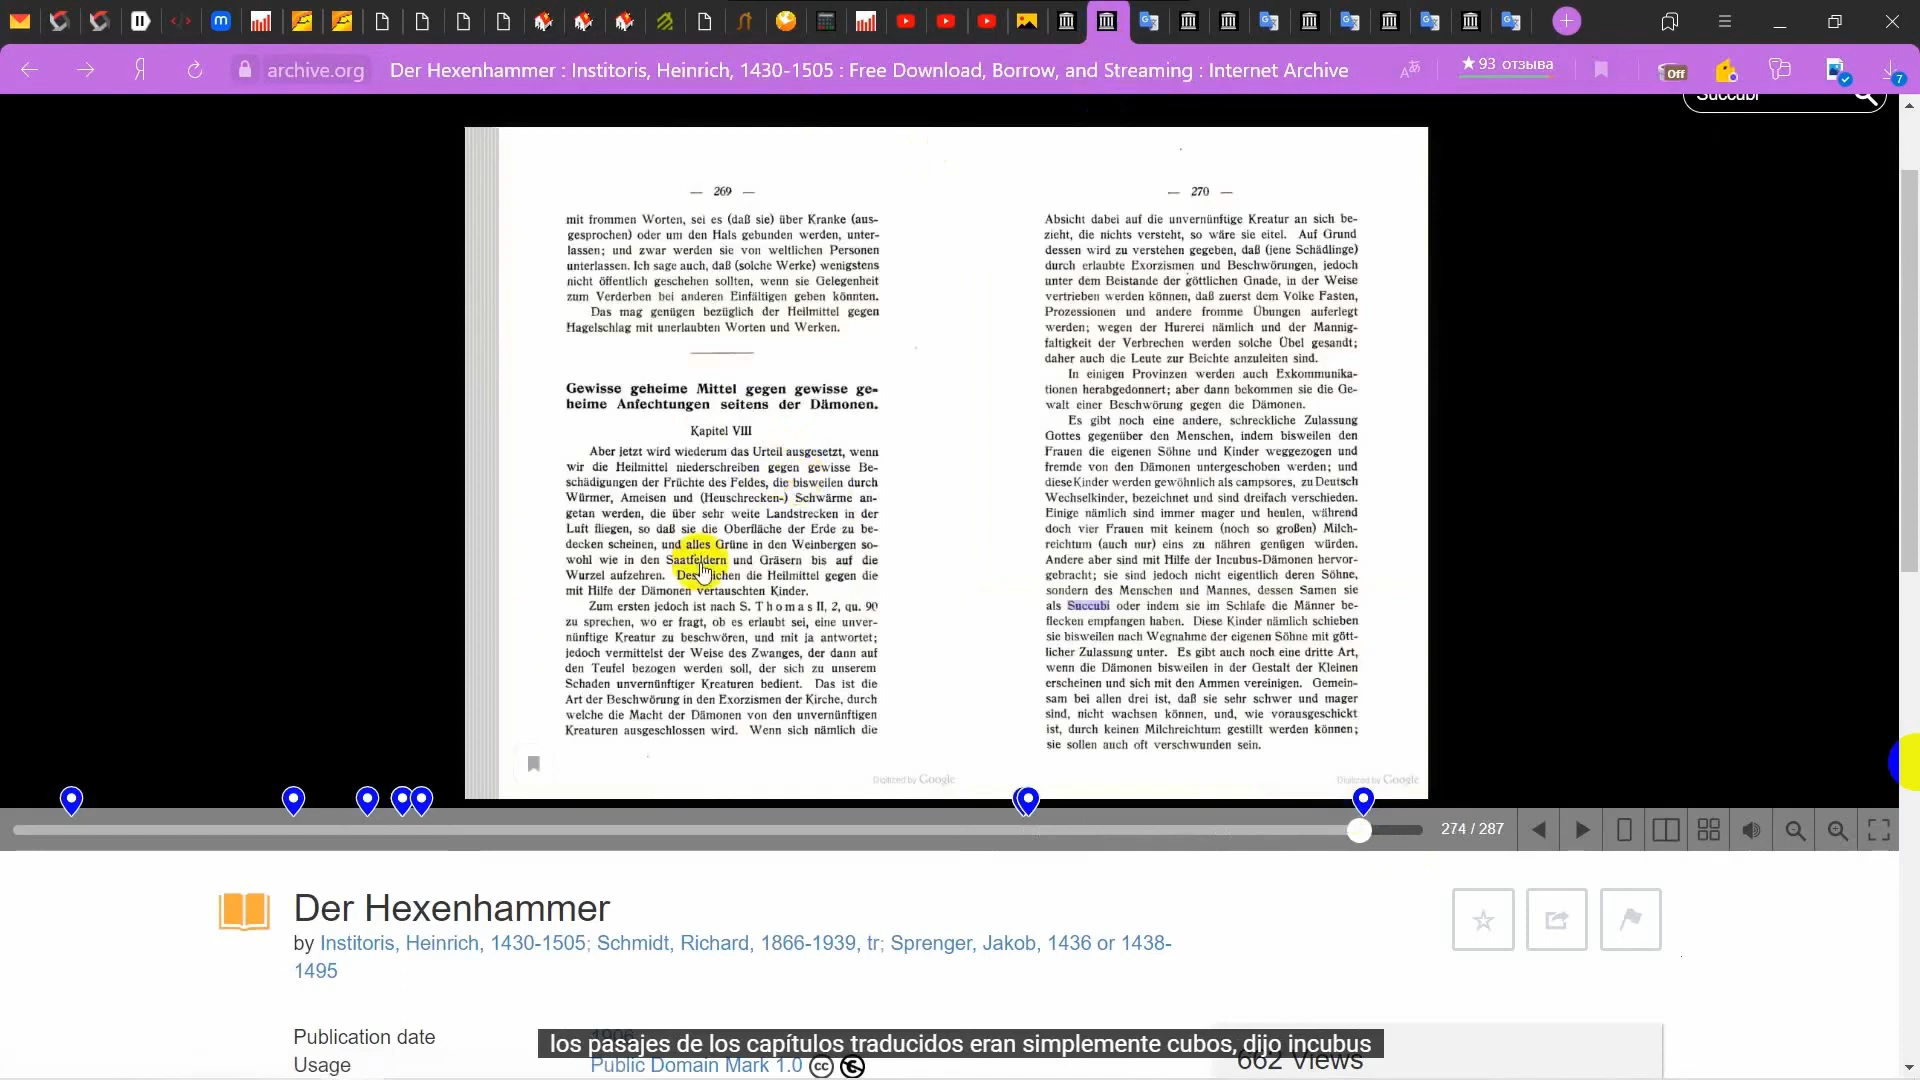 archive.org
Der Hexenhammer : Institoris, Heinrich, 1430-1505 : Free Download, Borrow, and Streaming : Internet Archive
★ 93 отзыва
Off
7
Succubi
— 269 —
mit frommen Worten, sei es (daß sie) über Kranke (aus-
gesprochen) oder um den Hals gebunden werden, unter-
lassen; und zwar werden sie von weltlichen Personen
unterlassen. Ich sage auch, daß (solche Werke) wenigstens
nicht öffentlich geschehen sollten, wenn sie Gelegenheit
zum Verderben bei anderen Einfältigen geben könnten.
Das mag genügen bezüglich der Heilmittel gegen
Hagelschlag mit unerlaubten Worten und Werken.
Gewisse geheime Mittel gegen gewisse ge-
heime Anfechtungen seitens der Dämonen.
Kapitel VIII
Aber jetzt wird wiederum das Urteil ausgesetzt, wenn
wir die Heilmittel niederschreiben gegen gewisse Be-
schädigungen der Früchte des Feldes, die bisweilen durch
Würmer, Ameisen und (Heuschrecken-) Schwärme an-
getan werden, die über sehr weite Landstrecken in der
Luft fliegen, so daß sie die Oberfläche der Erde zu be-
decken scheinen, und alles Grüne in den Weinbergen so-
wohl wie in den Saatfeldern und Gräsern bis auf die
Wurzel aufzehren. Desgleichen die Heilmittel gegen die
mit Hilfe der Dämonen vertauschten Kinder.
Zum ersten jedoch ist nach S. Thomas II, 2, qu. 90
zu sprechen, wo er fragt, ob es erlaubt sei, eine unver-
nünftige Kreatur zu beschwören, und mit ja antwortet;
jedoch vermittelst der Weise des Zwanges, der dann auf
den Teufel bezogen werden soll, der sich zu unserem
Schaden unvernünftiger Kreaturen bedient. Das ist die
Art der Beschwörung in den Exorzismen der Kirche, durch
welche die Macht der Dämonen von den unvernünftigen
Kreaturen ausgeschlossen wird. Wenn sich nämlich die
Digitized by Google
— 270 —
Absicht dabei auf die unvernünftige Kreatur an sich be-
zieht, die nichts versteht, so wäre sie eitel. Auf Grund
dessen wird zu verstehen gegeben, daß (jene Schädlinge)
durch erlaubte Exorzismen und Beschwörungen, jedoch
unter dem Beistande der göttlichen Gnade, in der Weise
vertrieben werden können, daß zuerst dem Volke Fasten,
Prozessionen und andere fromme Übungen auferlegt
werden; wegen der Hurerei nämlich und der Mannig-
faltigkeit der Verbrechen werden solche Übel gesandt;
daher auch die Leute zur Beichte anzuleiten sind.
In einigen Provinzen werden auch Exkommunika-
tionen herabgedonnert; aber dann bekommen sie die Ge-
walt einer Beschwörung gegen die Dämonen.
Es gibt noch eine andere, schreckliche Zulassung
Gottes gegenüber den Menschen, indem bisweilen den
Frauen die eigenen Söhne und Kinder weggezogen und
fremde von den Dämonen untergeschoben werden; und
diese Kinder werden gewöhnlich als campsores, zu Deutsch
Wechselkinder, bezeichnet und sind dreifach verschieden.
Einige nämlich sind immer mager und heulen, während
doch vier Frauen mit keinem (noch so großen) Milch-
reichtum (auch nur) eins zu nähren genügen würden.
Andere aber sind mit Hilfe der Incubus-Dämonen hervor-
gebracht; sie sind jedoch nicht eigentlich deren Söhne,
sondern des Menschen und Mannes, dessen Samen sie
als Succubi oder indem sie im Schlafe die Männer be-
flecken empfangen haben. Diese Kinder nämlich schieben
sie bisweilen nach Wegnahme der eigenen Söhne mit gött-
licher Zulassung unter. Es gibt auch noch eine dritte Art,
wenn die Dämonen bisweilen in der Gestalt der Kleinen
erscheinen und sich mit den Ammen vereinigen. Gemein-
sam bei allen drei ist, daß sie sehr schwer und mager
sind, nicht wachsen können, und, wie vorausgeschickt
ist, durch keinen Milchreichtum gestillt werden können;
sie sollen auch oft verschwunden sein.
Digitized by Google
274 / 287
Der Hexenhammer
by Institoris, Heinrich, 1430-1505; Schmidt, Richard, 1866-1939, tr; Sprenger, Jakob, 1436 or 1438-
1495
Publication date
Usage
Public Domain Mark 1.0
662 Views
los pasajes de los capítulos traducidos eran simplemente cubos, dijo incubus